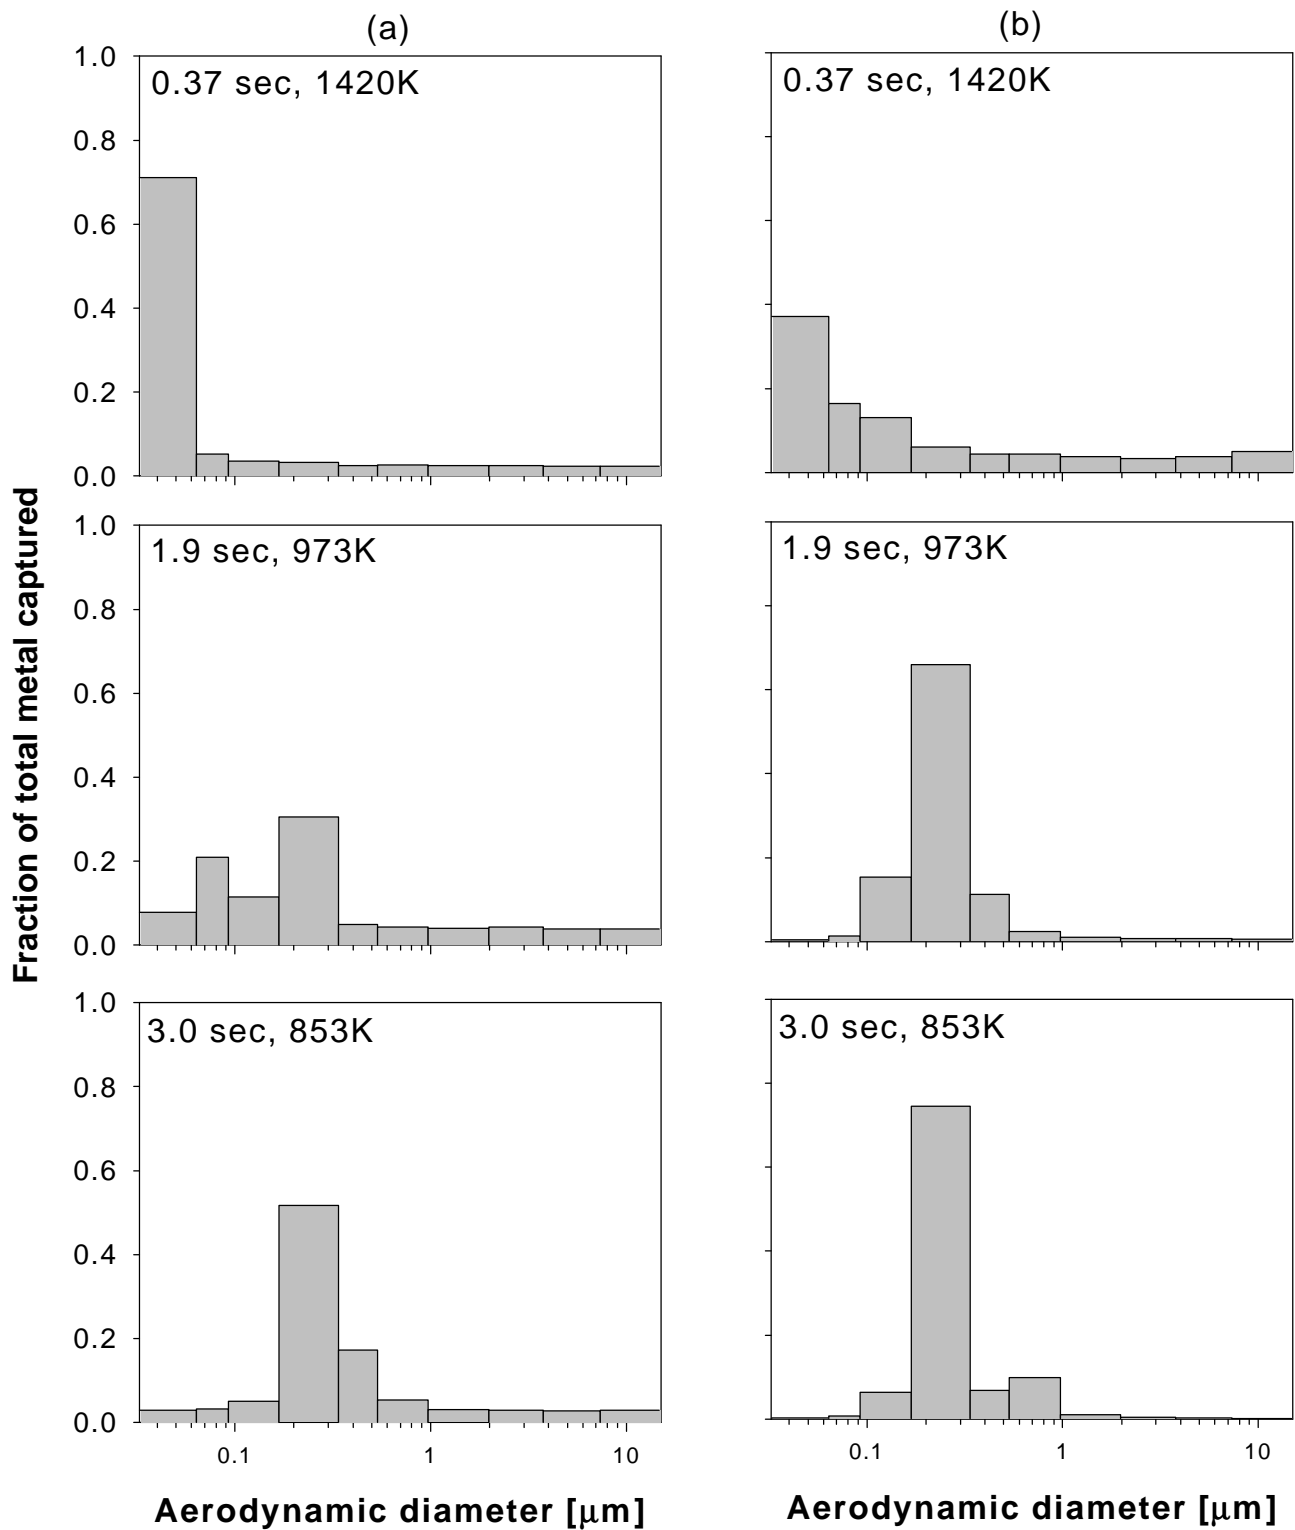 (a)
(b)
1.0
0.37 sec, 1420K
0.37 sec, 1420K
0.8
0.6
0.4
0.2
0.0
1.0
1.9 sec, 973K
1.9 sec, 973K
0.8
0.6
0.4
0.2
0.0
1.0
3.0 sec, 853K
3.0 sec, 853K
0.8
0.6
0.4
0.2
0.0
Fraction of total metal captured
0.1 1 10
0.1 1 10
Aerodynamic diameter [μm]
Aerodynamic diameter [μm]